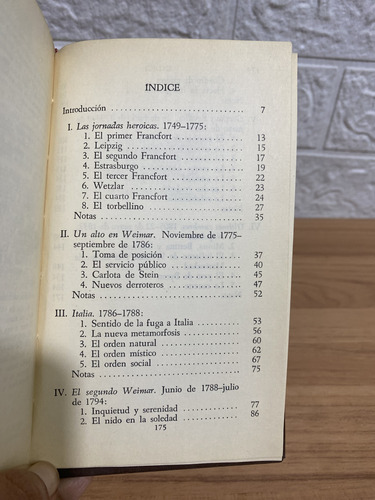 INDICE
Introducción .......................... 7
I. Las jornadas heroicas. 1749-1775:
1. El primer Francfort ............... 13
2. Leipzig ........................... 15
3. El segundo Francfort .............. 17
4. Estrasburgo ....................... 19
5. El tercer Francfort ............... 22
6. Wetzlar ........................... 23
7. El cuarto Francfort ............... 24
8. El torbellino ..................... 27
Notas ................................. 35
II. Un alto en Weimar. Noviembre de 1775-
septiembre de 1786:
1. Toma de posición .................. 37
2. El servicio público ............... 40
3. Carlota de Stein .................. 45
4. Nuevos derroteros ................. 47
Notas ................................. 52
III. Italia. 1786-1788:
1. Sentido de la fuga a Italia ....... 53
2. La nueva metamorfosis ............. 56
3. El orden natural .................. 60
4. El orden místico .................. 62
5. El orden social ................... 67
Notas ................................. 75
IV. El segundo Weimar. Junio de 1788-julio
de 1794:
1. Inquietud y serenidad ............. 77
2. El nido en la soledad ............. 86
175